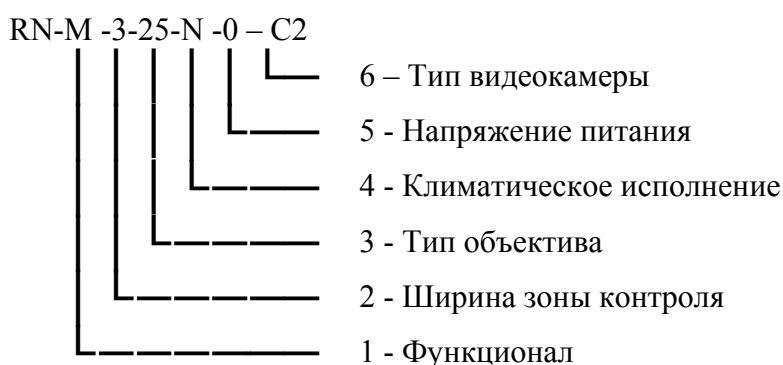 RN-M -3-25-N -0 – C2
6 – Тип видеокамеры
5 - Напряжение питания
4 - Климатическое исполнение
3 - Тип объектива
2 - Ширина зоны контроля
1 - Функционал